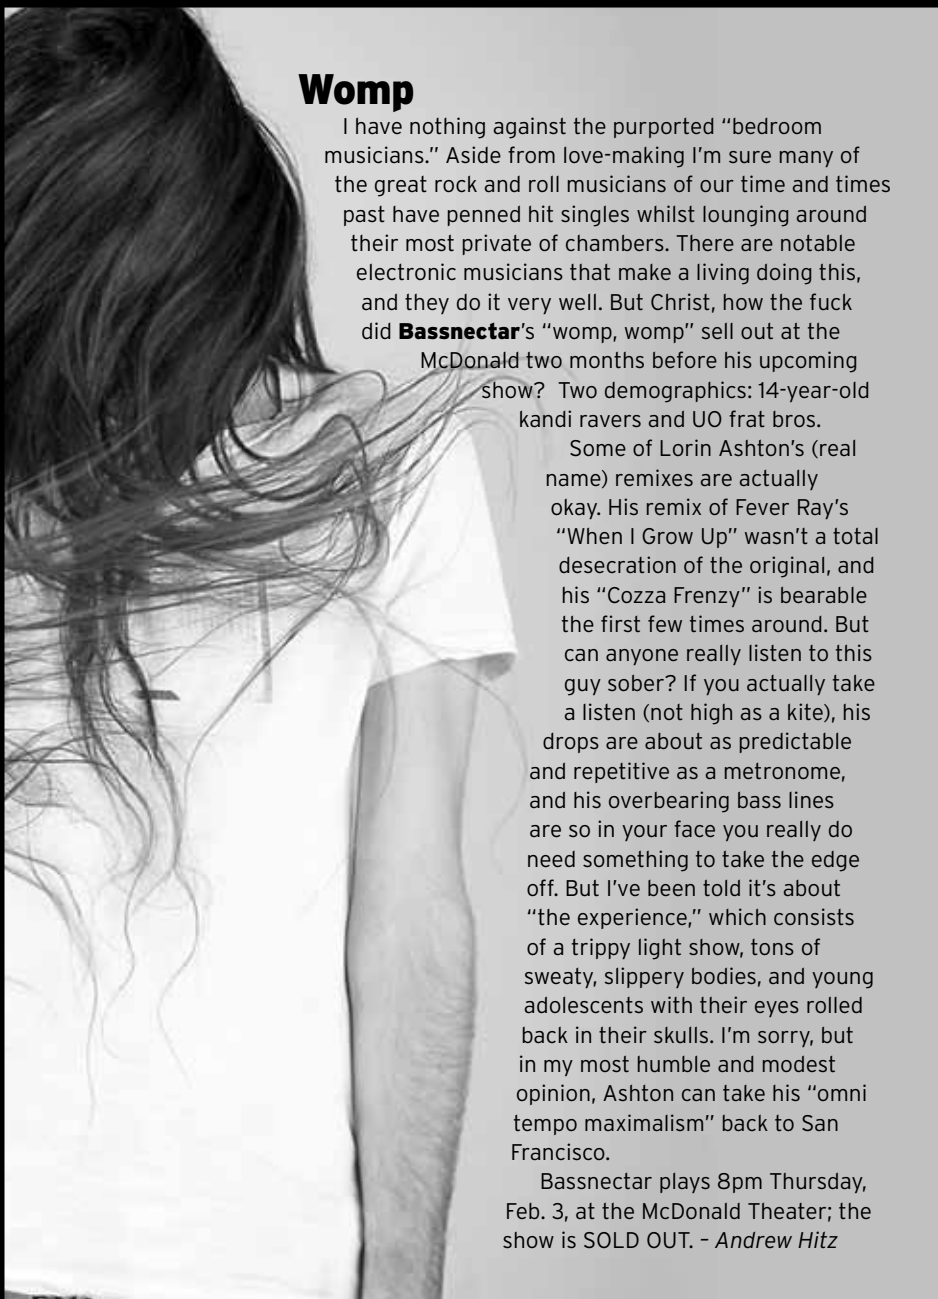 Womp
I have nothing against the purported “bedroom
musicians.” Aside from love-making I’m sure many of
the great rock and roll musicians of our time and times
past have penned hit singles whilst lounging around
their most private of chambers. There are notable
electronic musicians that make a living doing this,
and they do it very well. But Christ, how the fuck
did Bassnectar’s “womp, womp” sell out at the
McDonald two months before his upcoming
show?  Two demographics: 14-year-old
kandi ravers and UO frat bros.
Some of Lorin Ashton’s (real
name) remixes are actually
okay. His remix of Fever Ray’s
“When I Grow Up” wasn’t a total
desecration of the original, and
his “Cozza Frenzy” is bearable
the first few times around. But
can anyone really listen to this
guy sober? If you actually take
a listen (not high as a kite), his
drops are about as predictable
and repetitive as a metronome,
and his overbearing bass lines
are so in your face you really do
need something to take the edge
off. But I’ve been told it’s about
“the experience,” which consists
of a trippy light show, tons of
sweaty, slippery bodies, and young
adolescents with their eyes rolled
back in their skulls. I’m sorry, but
in my most humble and modest
opinion, Ashton can take his “omni
tempo maximalism” back to San
Francisco.
Bassnectar plays 8pm Thursday,
Feb. 3, at the McDonald Theater; the
show is SOLD OUT. – Andrew Hitz